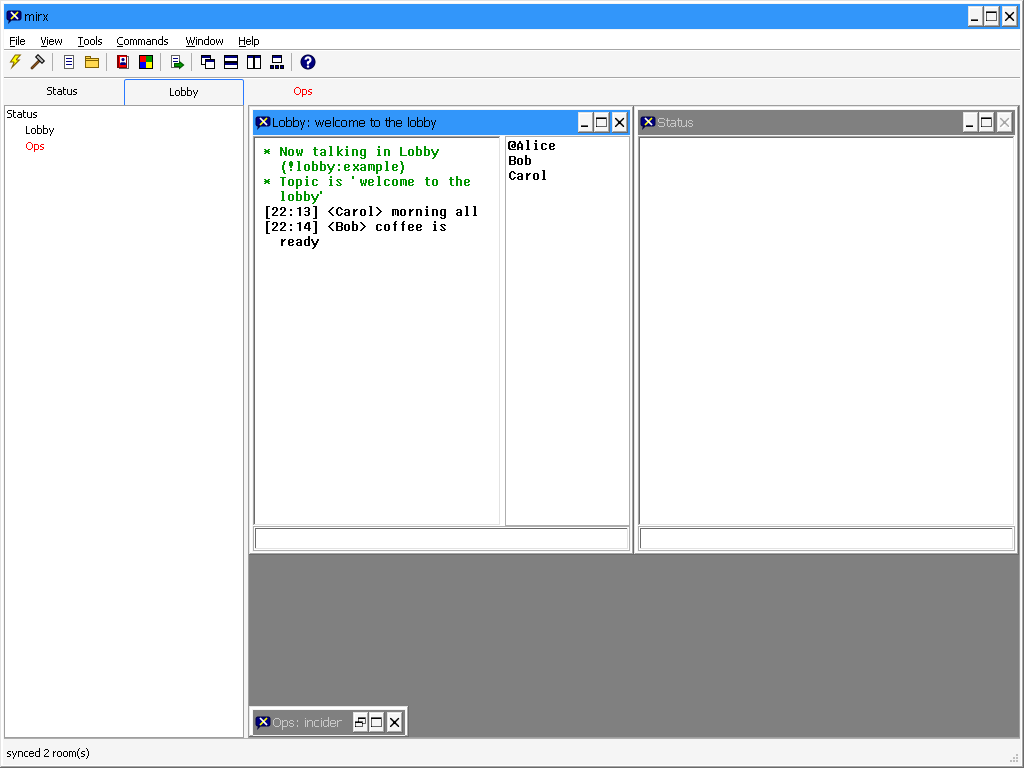 mirx
File View Tools Commands Window Help
Status Lobby Ops
Status
Lobby
Ops
Lobby: welcome to the lobby
* Now talking in Lobby
(!lobby:example)
* Topic is 'welcome to the
lobby'
[22:13] <Carol> morning all
[22:14] <Bob> coffee is
ready
@Alice
Bob
Carol
Status
Ops: incider
synced 2 room(s)